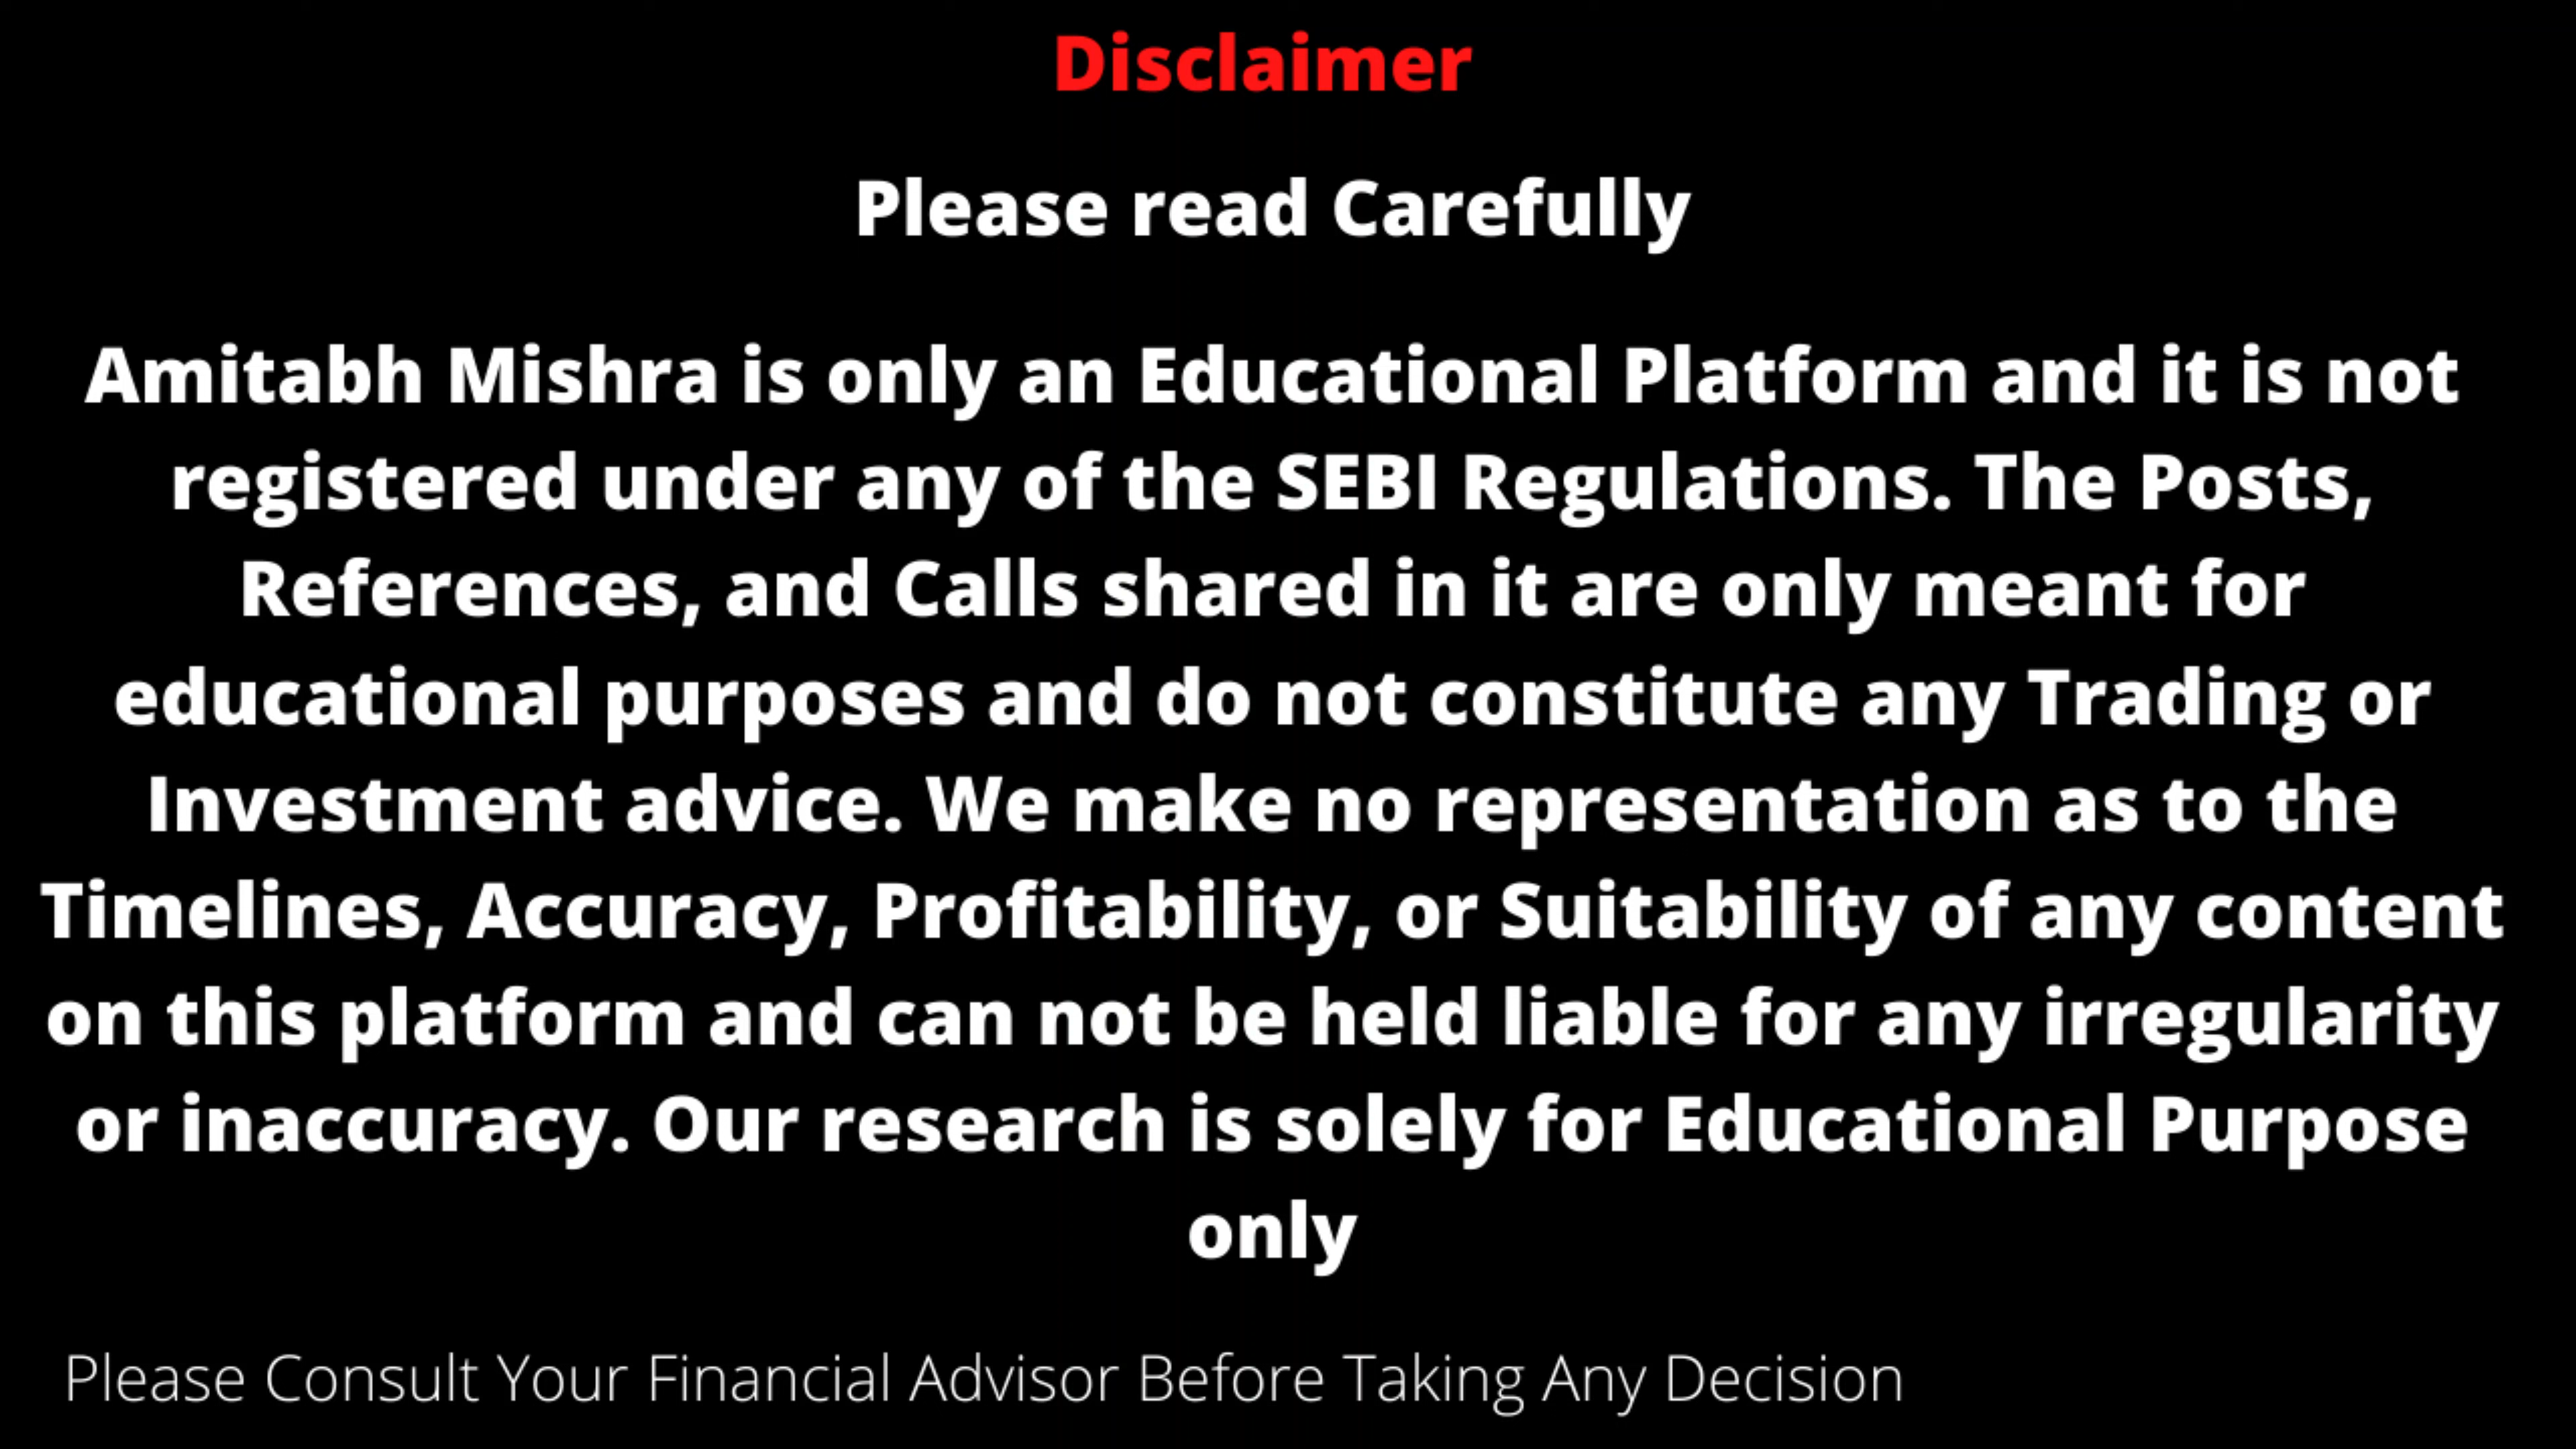 Disclaimer
Please read Carefully
Amitabh Mishra is only an Educational Platform and it is not
registered under any of the SEBI Regulations. The Posts,
References, and Calls shared in it are only meant for
educational purposes and do not constitute any Trading or
Investment advice. We make no representation as to the
Timelines, Accuracy, Profitability, or Suitability of any content
on this platform and can not be held liable for any irregularity
or inaccuracy. Our research is solely for Educational Purpose
only
Please Consult Your Financial Advisor Before Taking Any Decision